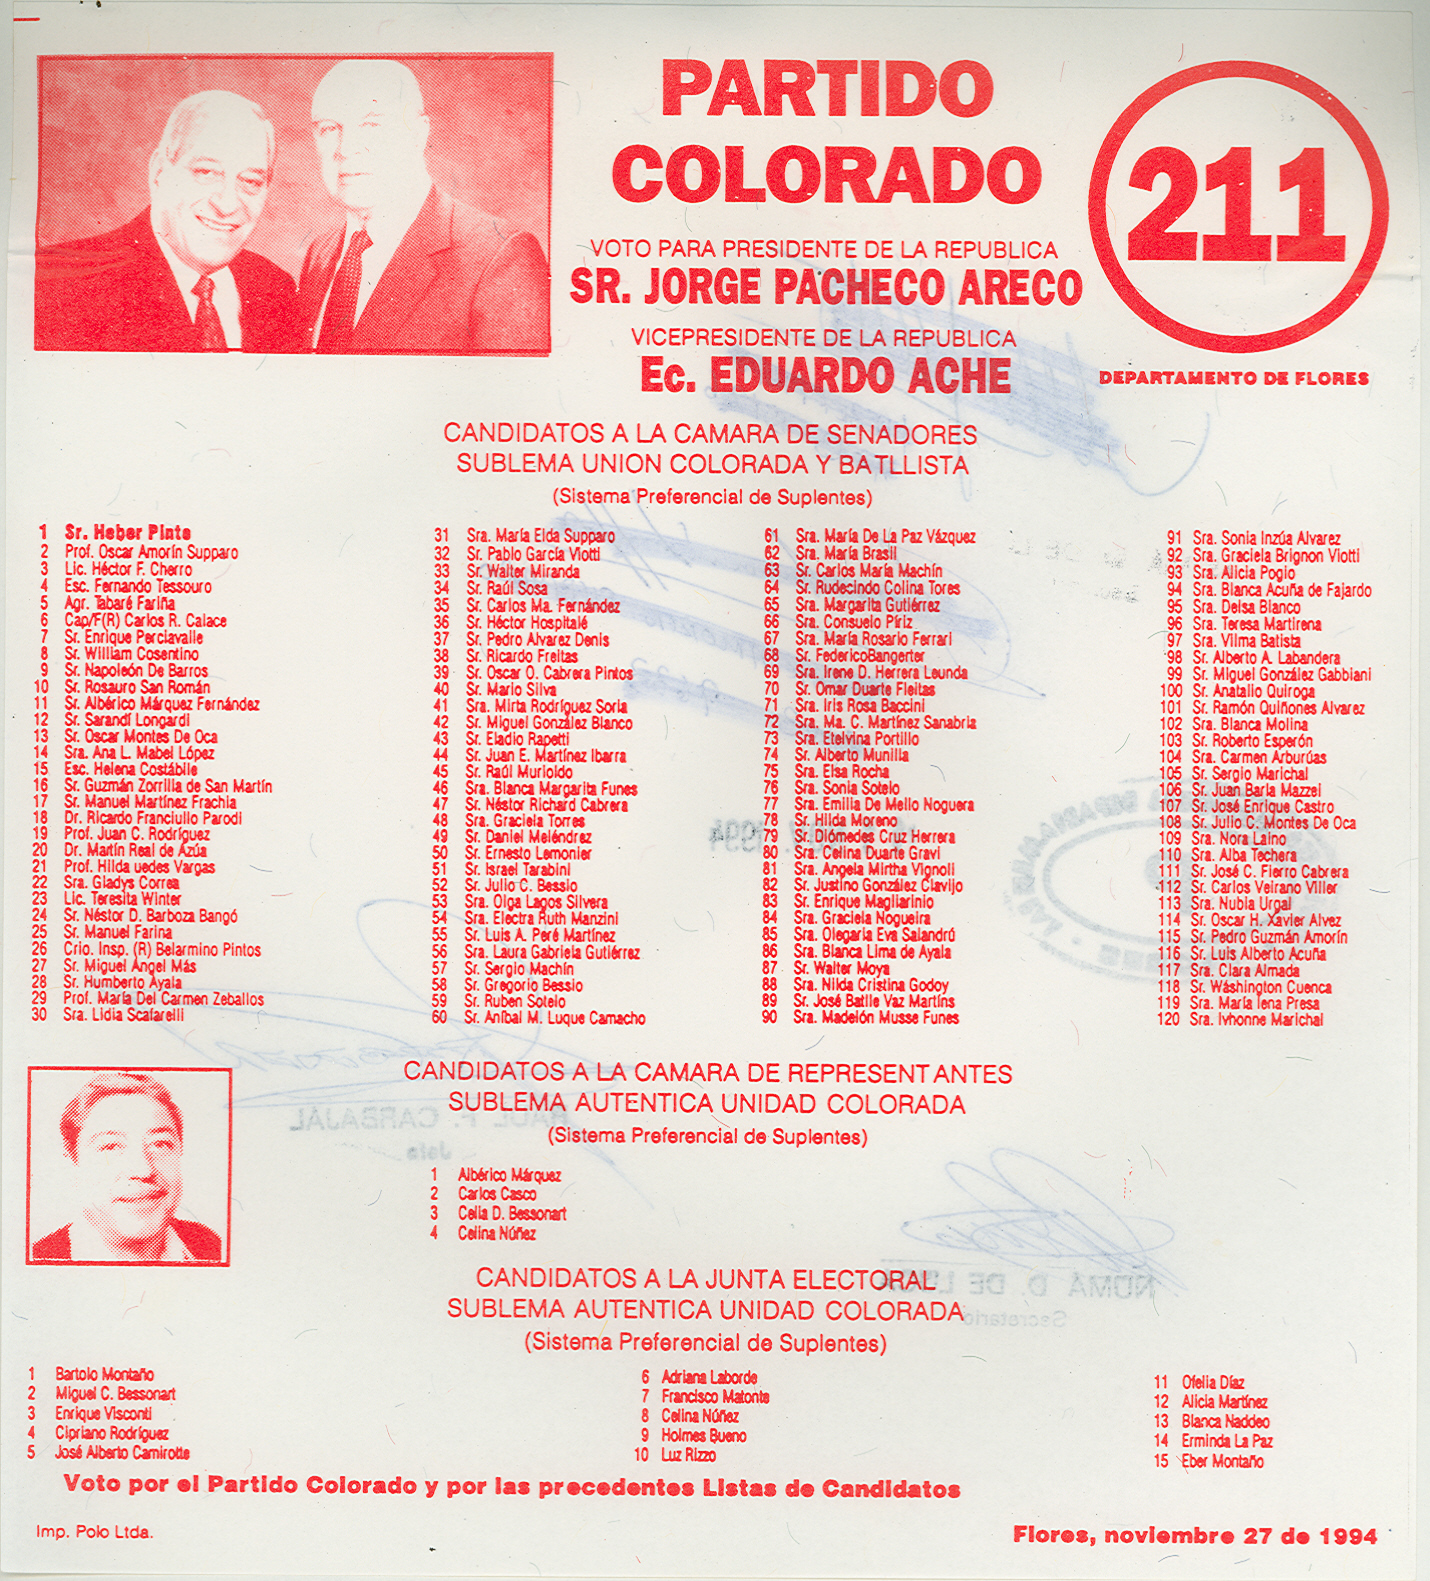 PARTIDO
COLORADO
211
VOTO PARA PRESIDENTE DE LA REPUBLICA
SR. JORGE PACHECO ARECO
VICEPRESIDENTE DE LA REPUBLICA
Ec. EDUARDO ACHE
DEPARTAMENTO DE FLORES
CANDIDATOS A LA CAMARA DE SENADORES
SUBLEMA UNION COLORADA Y BATLLISTA
(Sistema Preferencial de Suplentes)
1 Sr. Heber Pinto
2 Prof. Oscar Amorín Supparo
3 Lic. Héctor F. Cherro
4 Esc. Fernando Tessouro
5 Agr. Tabaré Fariña
6 Cap/F(R) Carlos R. Calace
7 Sr. Enrique Perciavalle
8 Sr. William Cosentino
9 Sr. Napoleón De Barros
10 Sr. Rosauro San Román
11 Sr. Albérico Márquez Fernández
12 Sr. Sarandí Longardi
13 Sr. Oscar Montes De Oca
14 Sra. Ana L. Mabel López
15 Esc. Helena Costábile
16 Sr. Guzmán Zorrilla de San Martín
17 Sr. Manuel Martínez Frachia
18 Dr. Ricardo Franciullo Parodi
19 Prof. Juan C. Rodríguez
20 Dr. Martín Real de Azúa
21 Prof. Hilda uedes Vargas
22 Sra. Gladys Correa
23 Lic. Teresita Winter
24 Sr. Néstor D. Barboza Bangó
25 Sr. Manuel Farina
26 Crio. Insp. (R) Belarmino Pintos
27 Sr. Miguel Angel Más
28 Sr. Humberto Ayala
29 Prof. María Del Carmen Zeballos
30 Sra. Lidia Scafarelli
31 Sra. María Elda Supparo
32 Sr. Pablo García Viotti
33 Sr. Walter Miranda
34 Sr. Raúl Sosa
35 Sr. Carlos Ma. Fernández
36 Sr. Héctor Hospitalé
37 Sr. Pedro Alvarez Denis
38 Sr. Ricardo Freitas
39 Sr. Oscar O. Cabrera Pintos
40 Sr. Mario Silva
41 Sra. Mirta Rodríguez Soria
42 Sr. Miguel González Blanco
43 Sr. Eladio Rapetti
44 Sr. Juan E. Martínez Ibarra
45 Sr. Raúl Murioldo
46 Sra. Blanca Margarita Funes
47 Sr. Néstor Richard Cabrera
48 Sra. Graciela Torres
49 Sr. Daniel Meléndrez
50 Sr. Ernesto Lemonier
51 Sr. Israel Tarabini
52 Sr. Julio C. Bessio
53 Sra. Olga Lagos Silvera
54 Sra. Electra Ruth Manzini
55 Sr. Luis A. Peré Martínez
56 Sra. Laura Gabriela Gutiérrez
57 Sr. Sergio Machín
58 Sr. Gregorio Bessio
59 Sr. Ruben Sotelo
60 Sr. Aníbal M. Luque Camacho
61 Sra. María De La Paz Vázquez
62 Sra. María Brasil
63 Sr. Carlos María Machín
64 Sr. Rudecindo Colina Tores
65 Sra. Margarita Gutiérrez
66 Sra. Consuelo Píriz
67 Sra. María Rosario Ferrari
68 Sr. FedericoBangerter
69 Sra. Irene D. Herrera Leunda
70 Sr. Omar Duarte Fleitas
71 Sra. Iris Rosa Baccini
72 Sra. Ma. C. Martínez Sanabria
73 Sra. Etelvina Portillo
74 Sr. Alberto Munilla
75 Sra. Elsa Rocha
76 Sra. Sonia Sotelo
77 Sra. Emilia De Mello Noguera
78 Sr. Hilda Moreno
79 Sr. Diómedes Cruz Herrera
80 Sra. Celina Duarte Gravi
81 Sra. Angela Mirtha Vignoli
82 Sr. Justino González Clavijo
83 Sr. Enrique Magliarinio
84 Sra. Graciela Nogueira
85 Sra. Olegaria Eva Salandrú
86 Sra. Blanca Lima de Ayala
87 Sr. Walter Moya
88 Sra. Nilda Cristina Godoy
89 Sr. José Batlle Vaz Martins
90 Sra. Madelón Musse Funes
91 Sra. Sonia Inzúa Alvarez
92 Sra. Graciela Brignon Viotti
93 Sra. Alicia Pogio
94 Sra. Blanca Acuña de Fajardo
95 Sra. Delsa Blanco
96 Sra. Teresa Martirena
97 Sra. Vilma Batista
98 Sr. Alberto A. Labandera
99 Sr. Miguel González Gabbiani
100 Sr. Anatalio Quiroga
101 Sr. Ramón Quiñones Alvarez
102 Sra. Blanca Molina
103 Sr. Roberto Esperón
104 Sra. Carmen Arburúas
105 Sr. Sergio Marichal
106 Sr. Juan Barla Mazzei
107 Sr. José Enrique Castro
108 Sr. Julio C. Montes De Oca
109 Sra. Nora Laino
110 Sra. Alba Techera
111 Sr. José C. Fierro Cabrera
112 Sr. Carlos Veirano Viller
113 Sra. Nubia Urgal
114 Sr. Oscar H. Xavier Alvez
115 Sr. Pedro Guzmán Amorín
116 Sr. Luis Alberto Acuña
117 Sra. Clara Almada
118 Sr. Wáshington Cuenca
119 Sra. María Iena Presa
120 Sra. Ivhonne Marichal
CANDIDATOS A LA CAMARA DE REPRESENTANTES
SUBLEMA AUTENTICA UNIDAD COLORADA
(Sistema Preferencial de Suplentes)
1 Albérico Márquez
2 Carlos Casco
3 Celia D. Bessonart
4 Celina Núñez
CANDIDATOS A LA JUNTA ELECTORAL
SUBLEMA AUTENTICA UNIDAD COLORADA
(Sistema Preferencial de Suplentes)
1 Bartolo Montaño
2 Miguel C. Bessonart
3 Enrique Visconti
4 Cipriano Rodríguez
5 José Alberto Camirotte
6 Adriana Laborde
7 Francisco Matonte
8 Celina Núñez
9 Holmes Bueno
10 Luz Rizzo
11 Ofelia Díaz
12 Alicia Martínez
13 Blanca Naddeo
14 Erminda La Paz
15 Eber Montaño
Voto por el Partido Colorado y por las precedentes Listas de Candidatos
Imp. Polo Ltda.
Flores, noviembre 27 de 1994